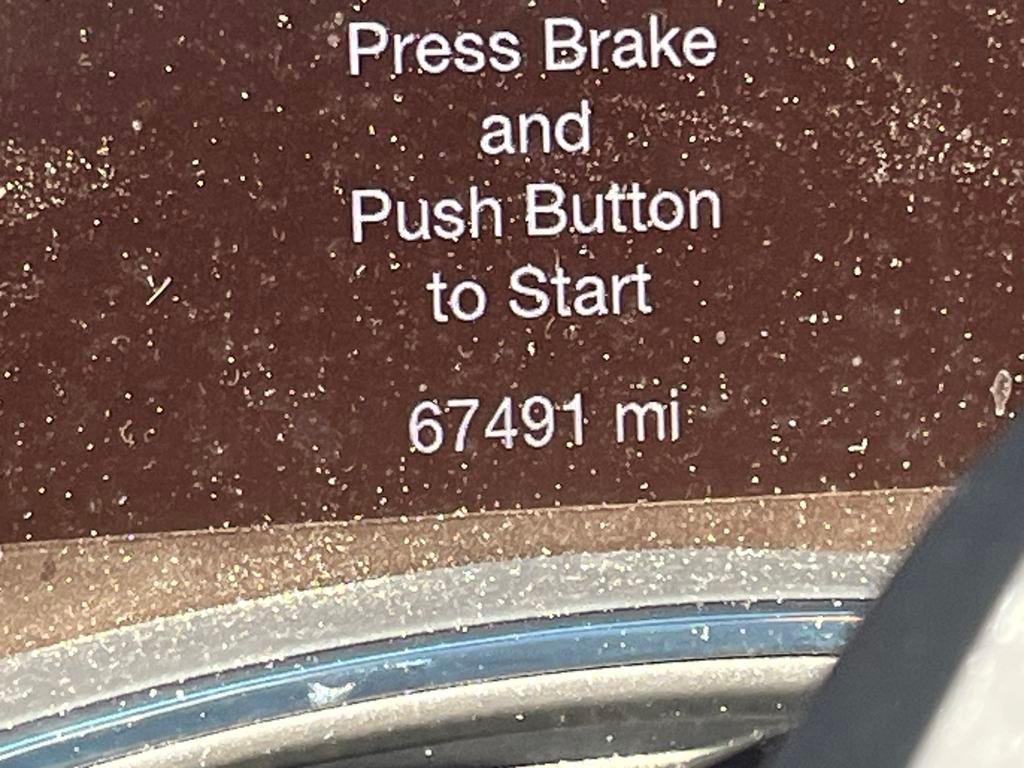 Press Brake
and
Push Button
to Start
67491 mi